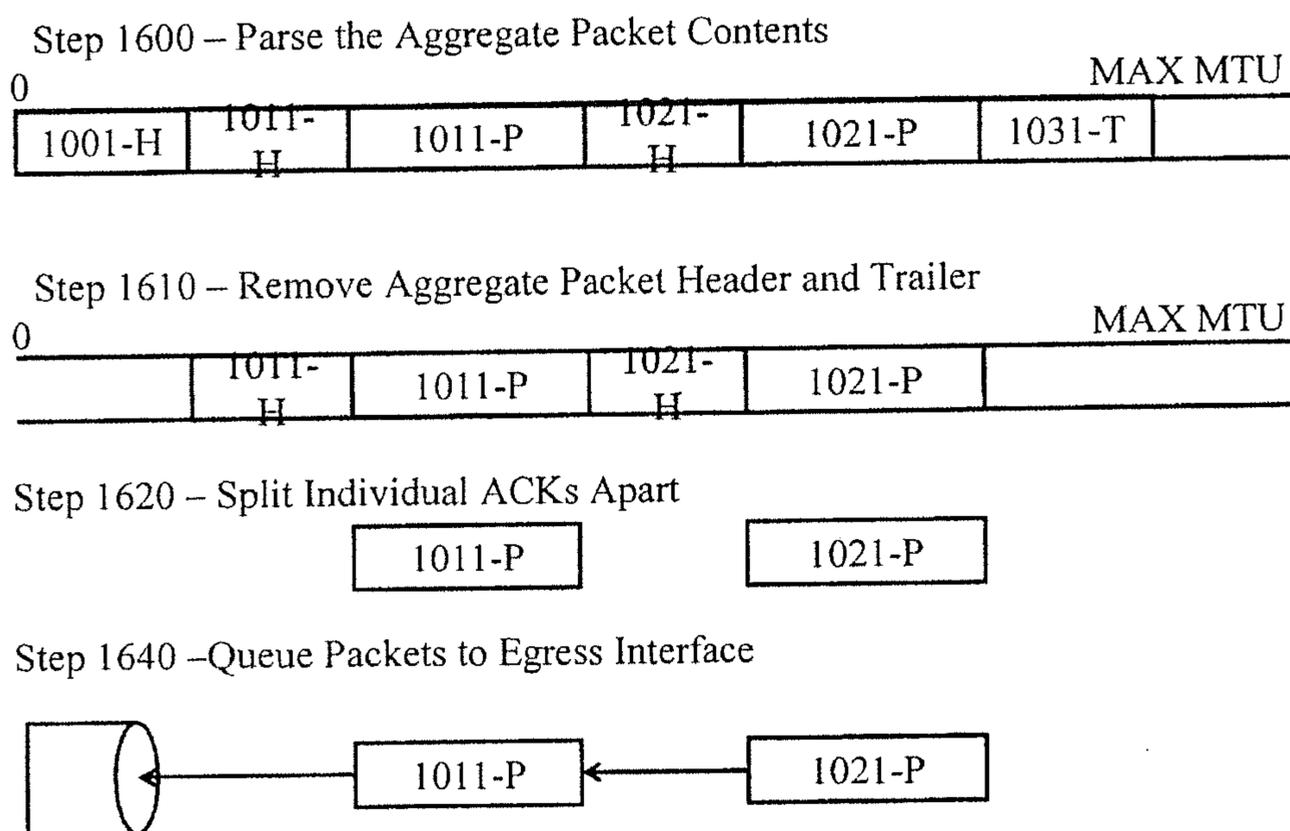 Step 1600 – Parse the Aggregate Packet Contents
0 MAX MTU
1001-H 1011-H 1011-P 1021-H 1021-P 1031-T
Step 1610 – Remove Aggregate Packet Header and Trailer
0 MAX MTU
1011-H 1011-P 1021-H 1021-P
Step 1620 – Split Individual ACKs Apart
1011-P 1021-P
Step 1640 –Queue Packets to Egress Interface
1011-P 1021-P